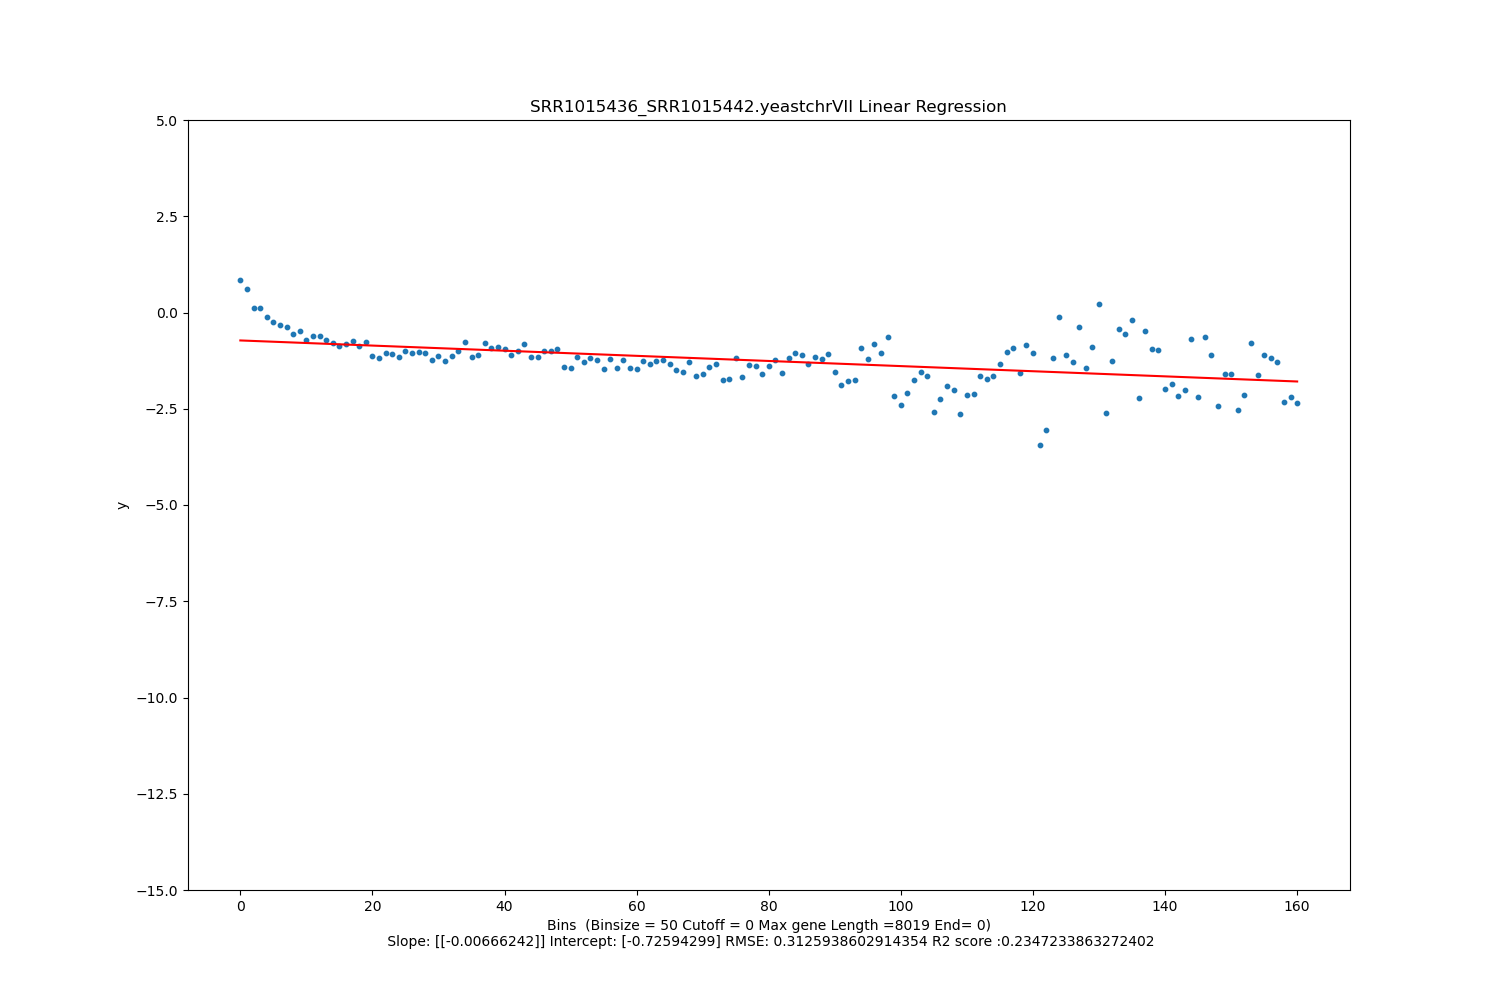 SRR1015436_SRR1015442.yeastchrVII Linear Regression
5.0
2.5
0.0
−2.5
−5.0
−7.5
−10.0
−12.5
−15.0
y
0 20 40 60 80 100 120 140 160
Bins  (Binsize = 50 Cutoff = 0 Max gene Length =8019 End= 0)
Slope: [[-0.00666242]] Intercept: [-0.72594299] RMSE: 0.3125938602914354 R2 score :0.2347233863272402